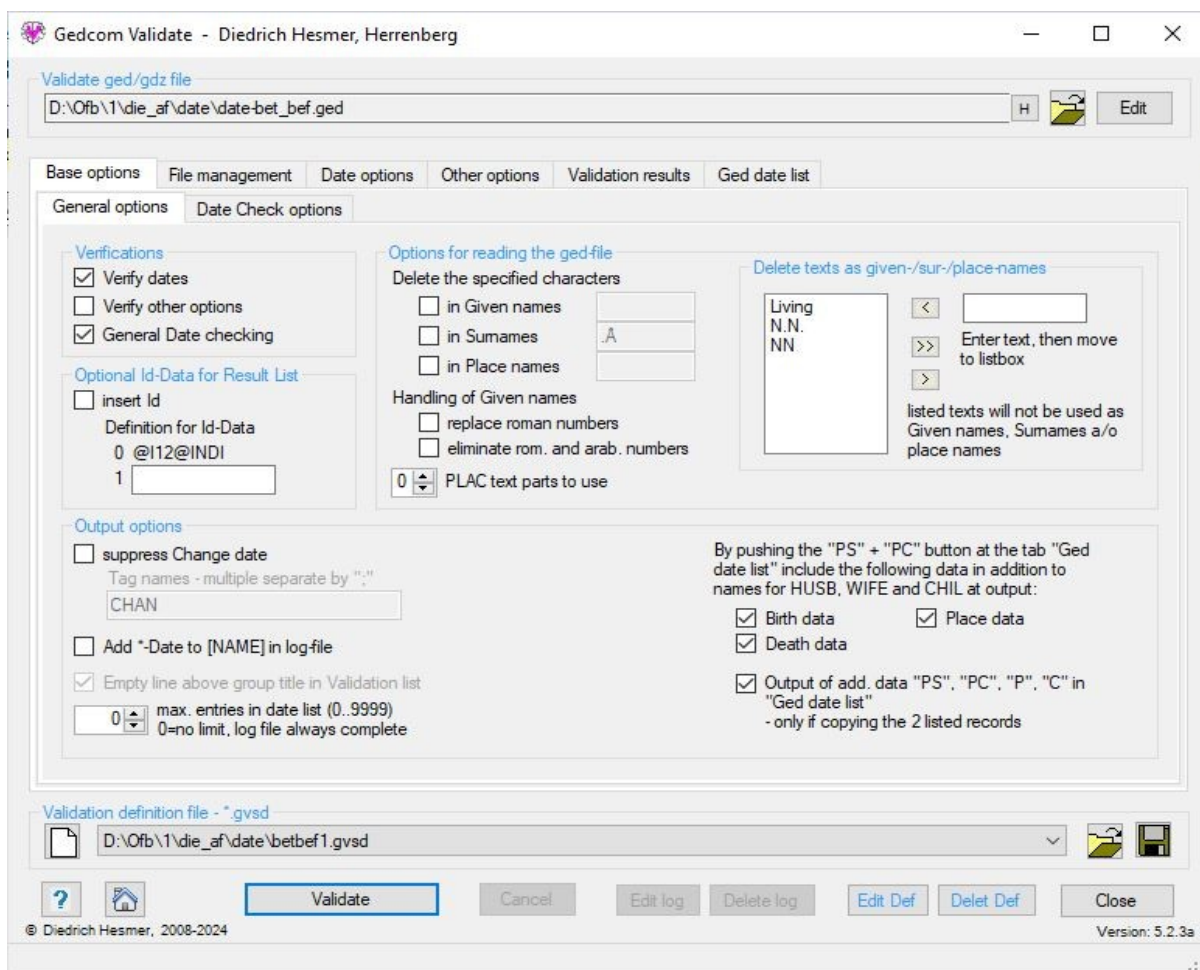 Gedcom Validate - Diedrich Hesmer, Herrenberg
Validate ged/gdz file
D:\Ofb\1\die_af\date\date-bet_bef.ged
H
Edit
Base options
File management
Date options
Other options
Validation results
Ged date list
General options
Date Check options
Verifications
Verify dates
Verify other options
General Date checking
Optional Id-Data for Result List
insert Id
Definition for Id-Data
0 @I12@INDI
1
Options for reading the ged-file
Delete the specified characters
in Given names
in Surnames
.A
in Place names
Handling of Given names
replace roman numbers
eliminate rom. and arab. numbers
0
PLAC text parts to use
Delete texts as given-/sur-/place-names
Living
N.N.
NN
<
>>
>
Enter text, then move
to listbox
listed texts will not be used as
Given names, Surnames a/o
place names
Output options
suppress Change date
Tag names - multiple separate by ";"
CHAN
Add *-Date to [NAME] in log-file
Empty line above group title in Validation list
0
max. entries in date list (0..9999)
0=no limit, log file always complete
By pushing the "PS" + "PC" button at the tab "Ged
date list" include the following data in addition to
names for HUSB, WIFE and CHIL at output:
Birth data
Place data
Death data
Output of add. data "PS", "PC", "P", "C" in
"Ged date list"
- only if copying the 2 listed records
Validation definition file - *.gvsd
D:\Ofb\1\die_af\date\betbef1.gvsd
?
Validate
Cancel
Edit log
Delete log
Edit Def
Delet Def
Close
© Diedrich Hesmer, 2008-2024
Version: 5.2.3a